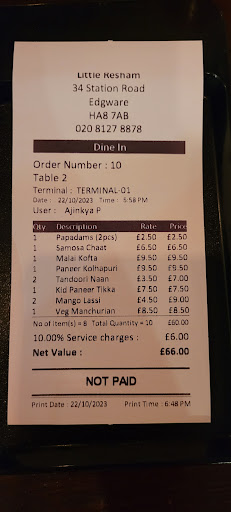 Little Resham
34 Station Road
Edgware
HA8 7AB
020 8127 8878
Dine In
Order Number : 10
Table 2
Terminal : TERMINAL-01
Date : 22/10/2023 Time : 5:58 PM
User : Ajinkya P
Qty Description Rate Price
1 Papadams (2pcs) £2.50 £2.50
1 Samosa Chaat £6.50 £6.50
1 Malai Kofta £9.50 £9.50
1 Paneer Kolhapuri £9.50 £9.50
2 Tandoori Naan £3.50 £7.00
1 Kid Paneer Tikka £7.50 £7.50
2 Mango Lassi £4.50 £9.00
1 Veg Manchurian £8.50 £8.50
No of Item(s) = 8 Total Quantity = 10 £60.00
10.00% Service charges : £6.00
Net Value : £66.00
NOT PAID
Print Date : 22/10/2023 Print Time : 6:48 PM